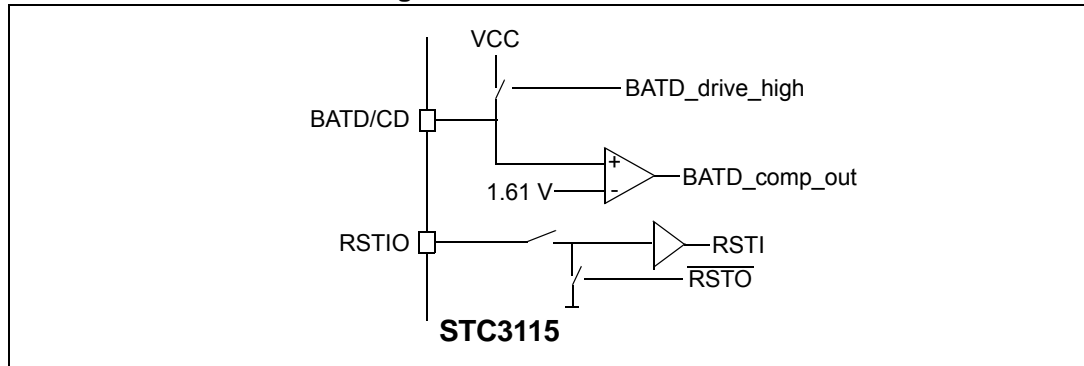 VCC
BATD_drive_high
BATD/CD
+
BATD_comp_out
1.61 V
-
RSTIO
RSTI
RSTO
STC3115